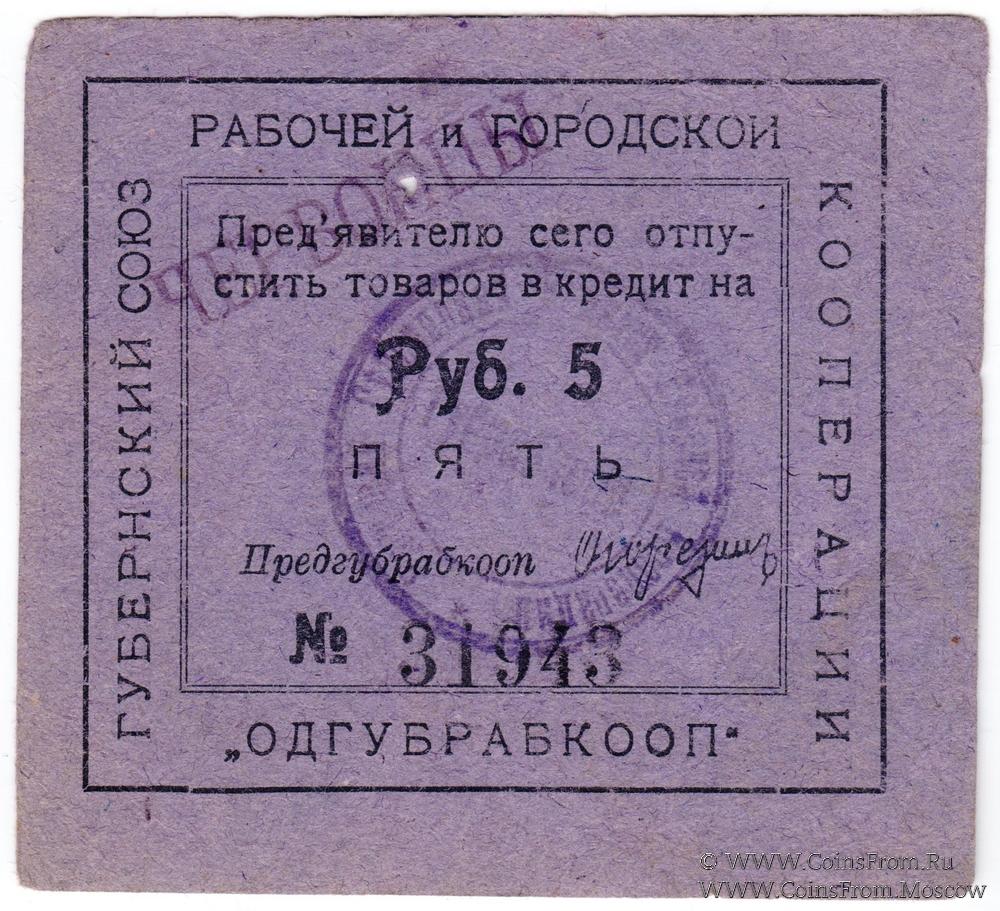 ГУБЕРНСКИЙ СОЮЗ
РАБОЧЕЙ и ГОРОДСКОЙ
КООПЕРАЦИИ
ЧЕРВОНЦЫ
Пред'явителю сего отпу-
стить товаров в кредит на
Руб. 5
ПЯТЬ
Предгубрабкооп
№ 31943
„ОДГУБРАБКООП"
© WWW.CoinsFrom.Ru
WWW.CoinsFrom.Moscow